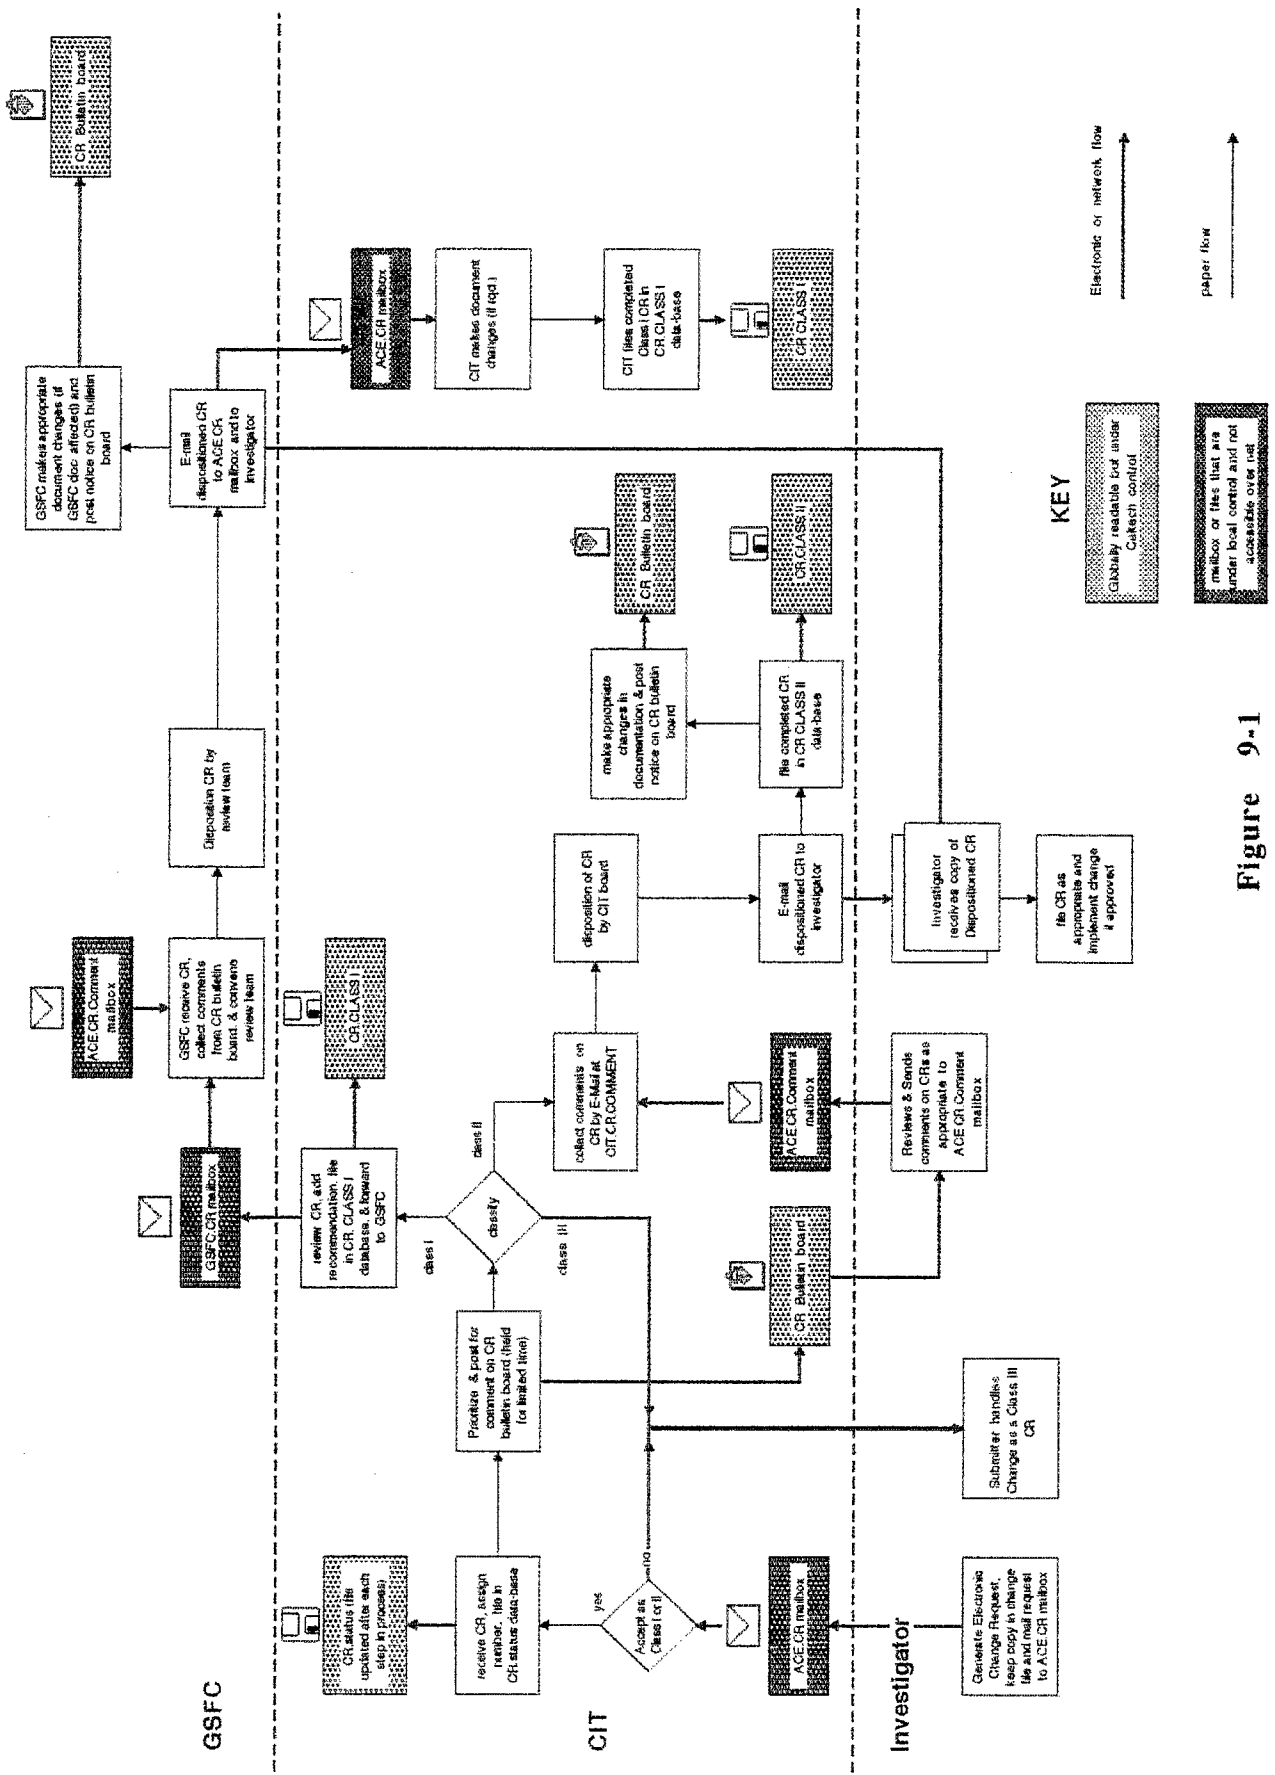 GSFC
CR Bulletin board
GSFC makes appropriate
document changes (if
GSFC doc affected) and
post notice on CR bulletin
board
ACE.CR.Comment
mailbox
GSFC.CR mailbox
GSFC receive CR,
collect comments
from CR bulletin
board, & convene
review team
Disposition CR by
review team
E-mail
dispositioned CR
to ACE.CR
mailbox and to
investigator
CIT
CR.status (file
updated after each
step in process)
receive CR, assign
number, file in
CR.status data-base
yes
Accept as
Class I or II
no
ACE.CR mailbox
Prioritize & post for
comment on CR
bulletin board (held
for limited time)
review CR, add
recommendation, file
in CR. CLASS I
database, & forward
to GSFC
CR.CLASS I
class I
classify
class II
class III
CR Bulletin board
collect comments on
CR by E-Mail at
CIT.CR.COMMENT
ACE.CR.Comment
mailbox
disposition of CR
by CIT board
E-mail
dispositioned CR to
investigator
make appropriate
changes in
documentation & post
notice on CR bulletin
board
CR Bulletin board
file completed CR
in CR CLASS II
data-base
CR.CLASS II
ACE.CR mailbox
CIT makes document
changes (if rqd.)
CIT files completed
Class I CR in
CR.CLASS I
data-base
CR.CLASS I
Investigator
Generate Electronic
Change Request,
keep copy in change
file and mail request
to ACE.CR mailbox
Submitter handles
Change as a Class III
CR
Reviews & Sends
comments on CRs as
appropriate to
ACE.CR.Comment
mailbox
Investigator
receives copy of
Dispositioned CR
file CR as
appropriate and
implement change
if approved
KEY
Globally readable but under
Caltech control
mailbox or files that are
under local control and not
accessible over net
Electronic or network flow
paper flow
Figure 9-1